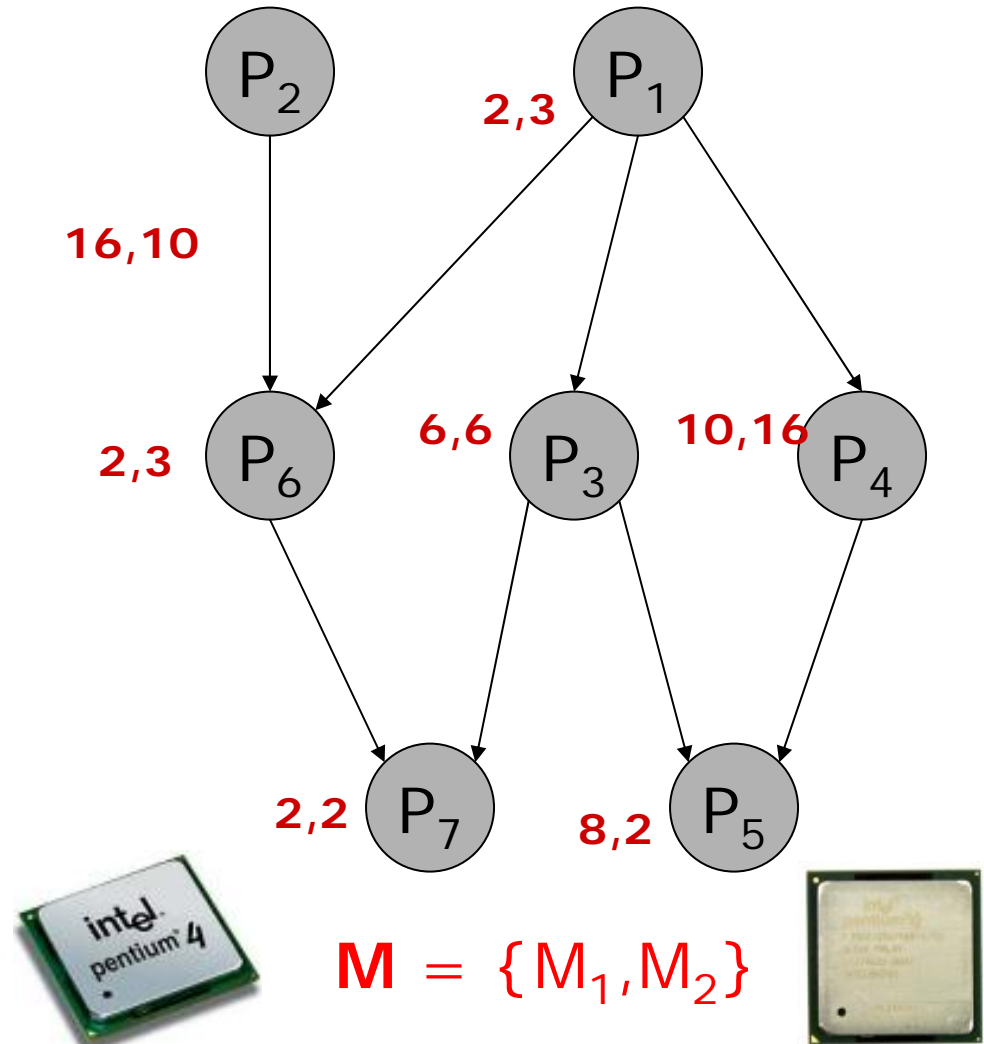 P2
P1
2,3
16,10
2,3
P6
6,6
P3
10,16
P4
2,2
P7
8,2
P5
intel.
pentium 4
M = {M1,M2}
intel